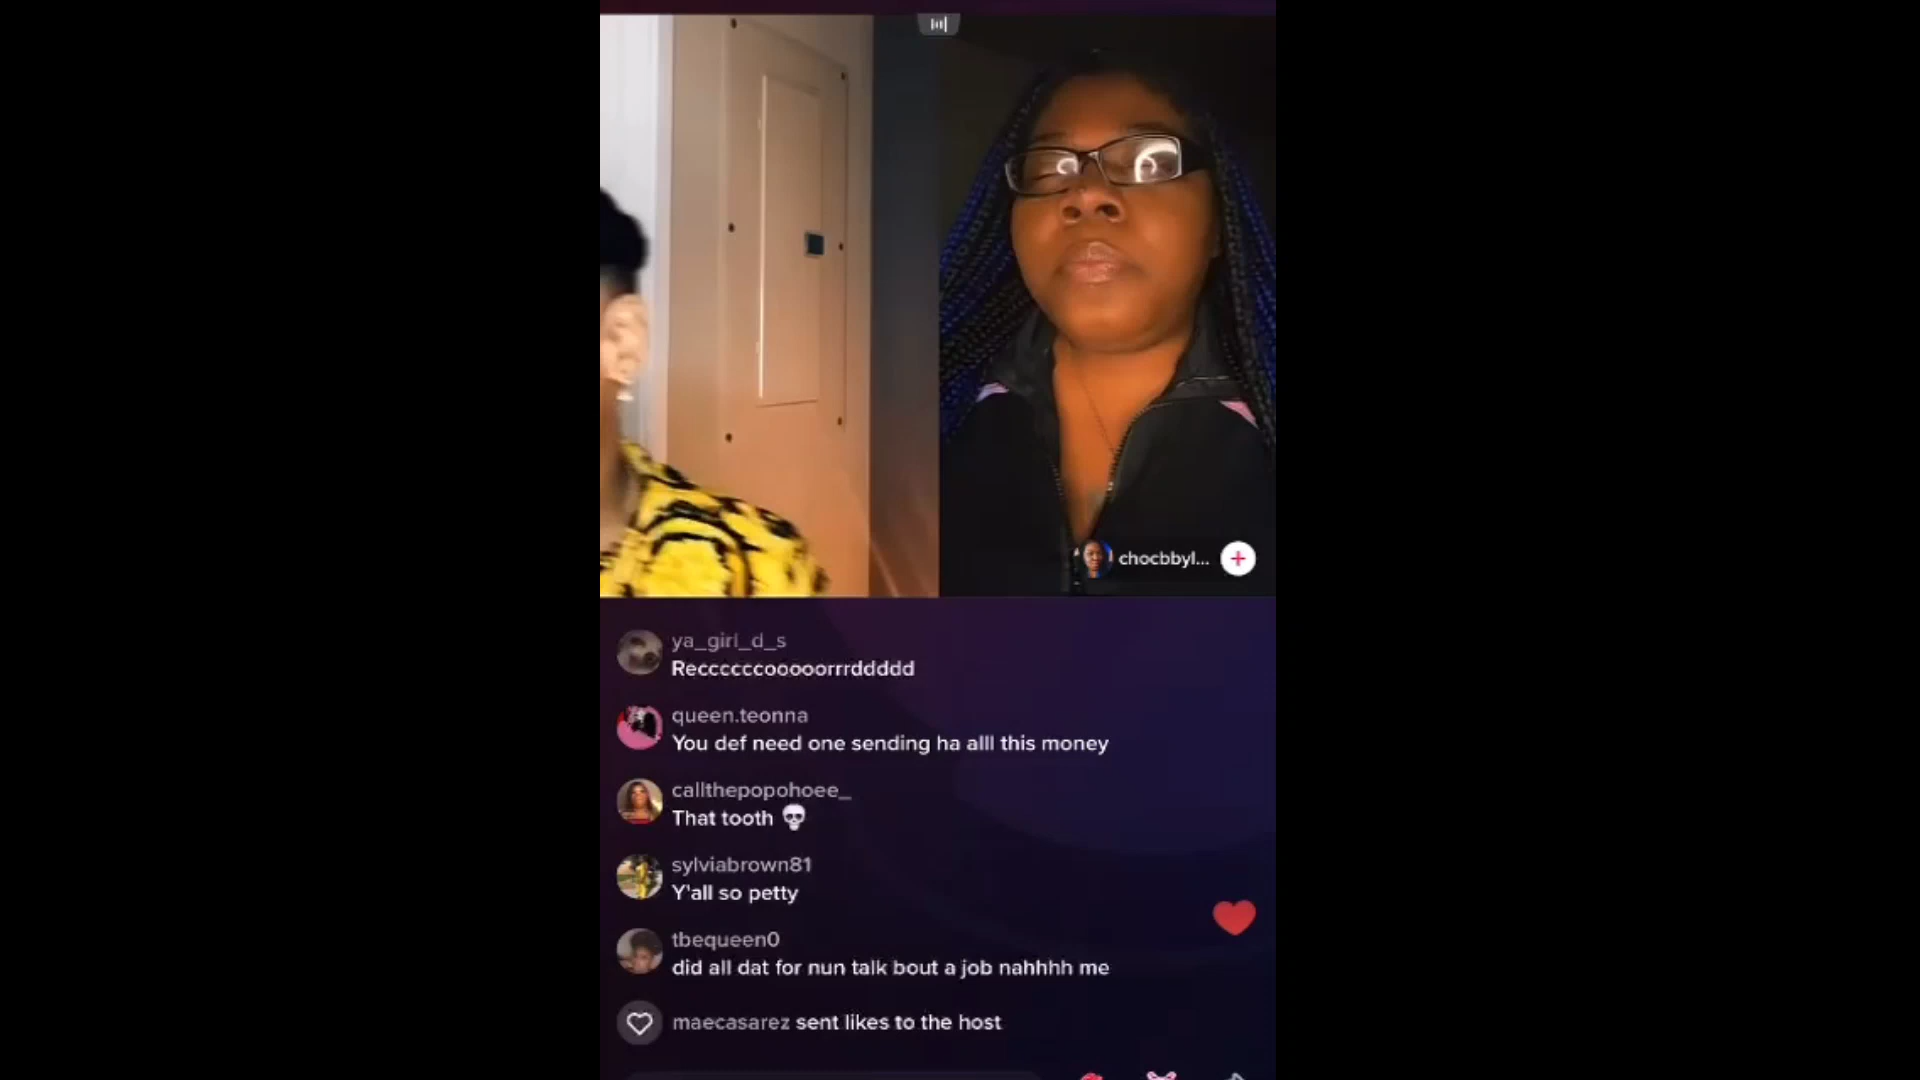 chocbbyl...
ya_girl_d_s
Reccccccooooorrrddddd
queen.teonna
You def need one sending ha alll this money
callthepopohoee_
That tooth 💀
sylviabrown81
Y'all so petty
tbequeen0
did all dat for nun talk bout a job nahhhh me
maecasarez sent likes to the host